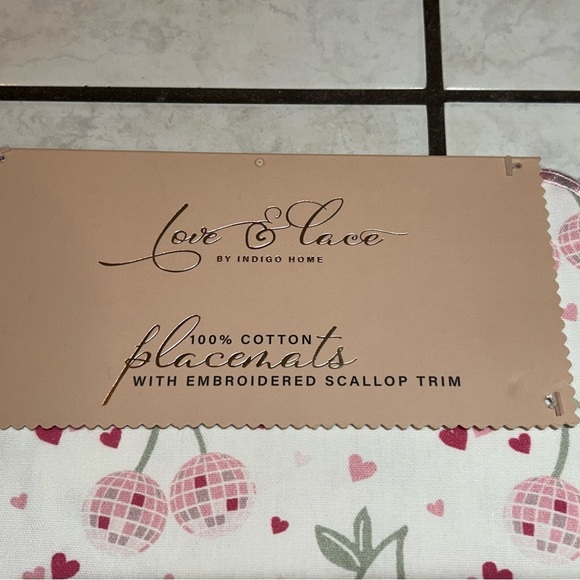 Love & Lace
BY INDIGO HOME
100% COTTON
placemats
WITH EMBROIDERED SCALLOP TRIM